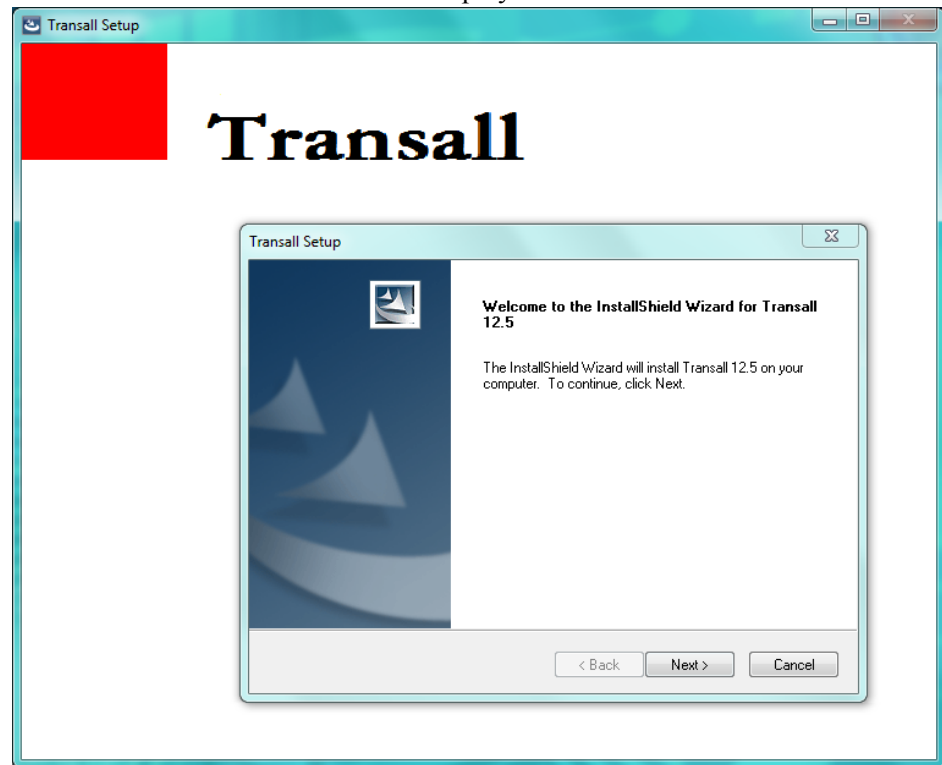 Transall Setup
Transall
Transall Setup
Welcome to the InstallShield Wizard for Transall
12.5
The InstallShield Wizard will install Transall 12.5 on your
computer. To continue, click Next.
< Back Next > Cancel